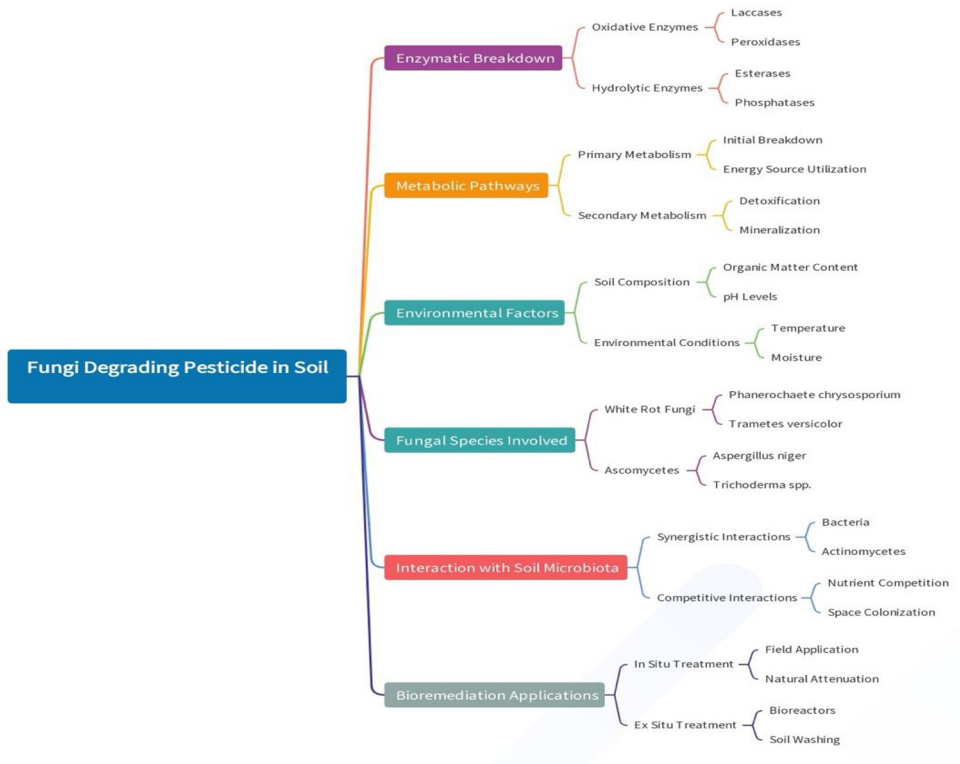 Fungi Degrading Pesticide in Soil
Enzymatic Breakdown
Oxidative Enzymes
Laccases
Peroxidases
Hydrolytic Enzymes
Esterases
Phosphatases
Metabolic Pathways
Primary Metabolism
Initial Breakdown
Energy Source Utilization
Secondary Metabolism
Detoxification
Mineralization
Environmental Factors
Soil Composition
Organic Matter Content
pH Levels
Environmental Conditions
Temperature
Moisture
Fungal Species Involved
White Rot Fungi
Phanerochaete chrysosporium
Trametes versicolor
Ascomycetes
Aspergillus niger
Trichoderma spp.
Interaction with Soil Microbiota
Synergistic Interactions
Bacteria
Actinomycetes
Competitive Interactions
Nutrient Competition
Space Colonization
Bioremediation Applications
In Situ Treatment
Field Application
Natural Attenuation
Ex Situ Treatment
Bioreactors
Soil Washing